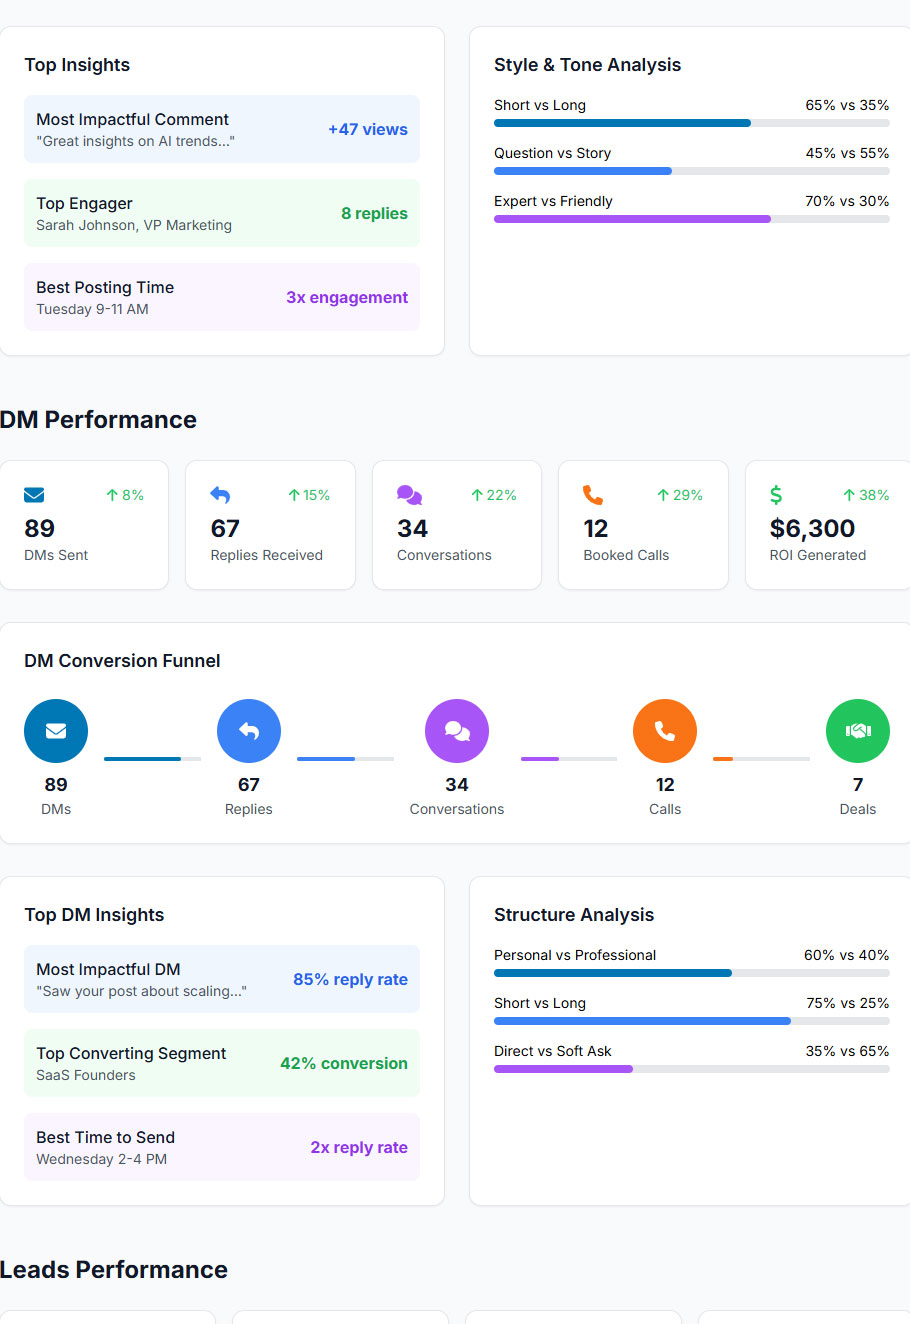 Top Insights
Most Impactful Comment
"Great insights on AI trends..."
+47 views
Top Engager
Sarah Johnson, VP Marketing
8 replies
Best Posting Time
Tuesday 9-11 AM
3x engagement
Style & Tone Analysis
Short vs Long 65% vs 35%
Question vs Story 45% vs 55%
Expert vs Friendly 70% vs 30%
DM Performance
8%
89
DMs Sent
15%
67
Replies Received
22%
34
Conversations
29%
12
Booked Calls
38%
$6,300
ROI Generated
DM Conversion Funnel
89
DMs
67
Replies
34
Conversations
12
Calls
7
Deals
Top DM Insights
Most Impactful DM
"Saw your post about scaling..."
85% reply rate
Top Converting Segment
SaaS Founders
42% conversion
Best Time to Send
Wednesday 2-4 PM
2x reply rate
Structure Analysis
Personal vs Professional 60% vs 40%
Short vs Long 75% vs 25%
Direct vs Soft Ask 35% vs 65%
Leads Performance